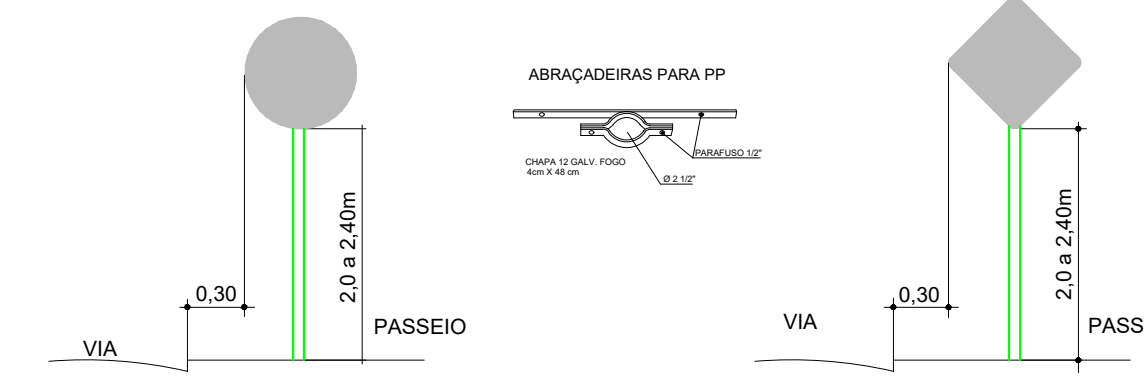 ABRAÇADEIRAS PARA PP
PARAFUSO 1/2"
CHAPA 12 GALV. FOGO
4cm X 48 cm
Ø 2 1/2"
2,0 a 2,40m
0,30
PASSEIO
VIA
2,0 a 2,40m
0,30
VIA
PASS